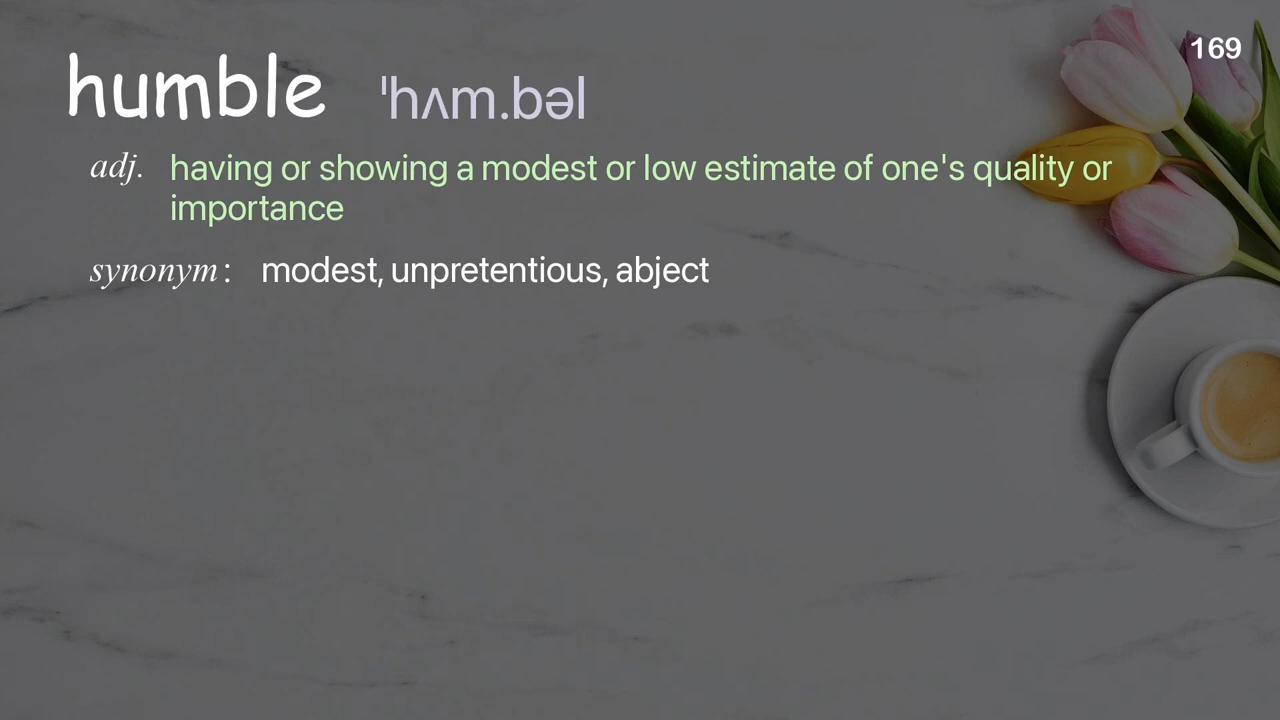 169
humble ˈhʌm.bəl
adj. having or showing a modest or low estimate of one's quality or
importance
synonym: modest, unpretentious, abject